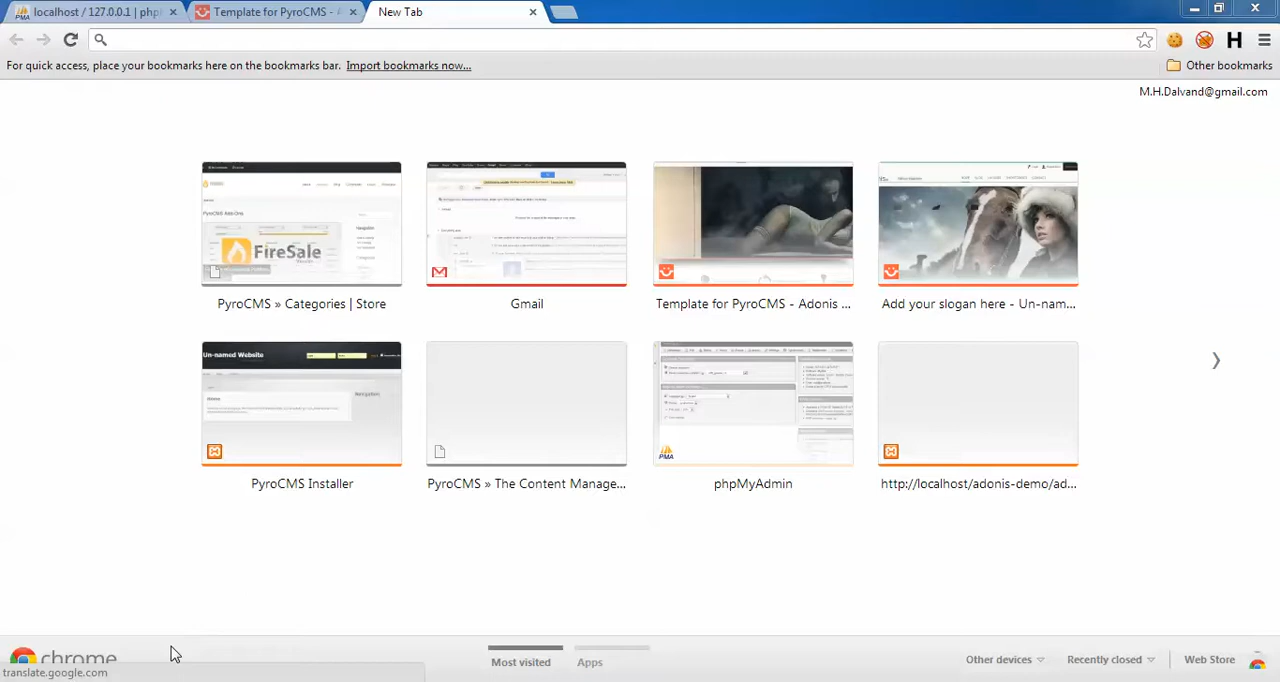 localhost / 127.0.0.1 | php
Template for PyroCMS - A
New Tab
For quick access, place your bookmarks here on the bookmarks bar. Import bookmarks now...
Other bookmarks
M.H.Dalvand@gmail.com
FireSale
PyroCMS » Categories | Store
Gmail
Template for PyroCMS - Adonis ...
Add your slogan here - Un-nam...
Un-named Website
PyroCMS Installer
PyroCMS » The Content Manage...
phpMyAdmin
http://localhost/adonis-demo/ad...
chrome
Most visited
Apps
Other devices
Recently closed
Web Store
translate.google.com